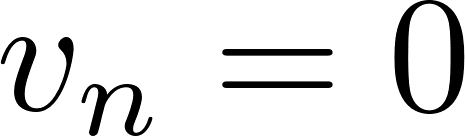 $v_n = 0$